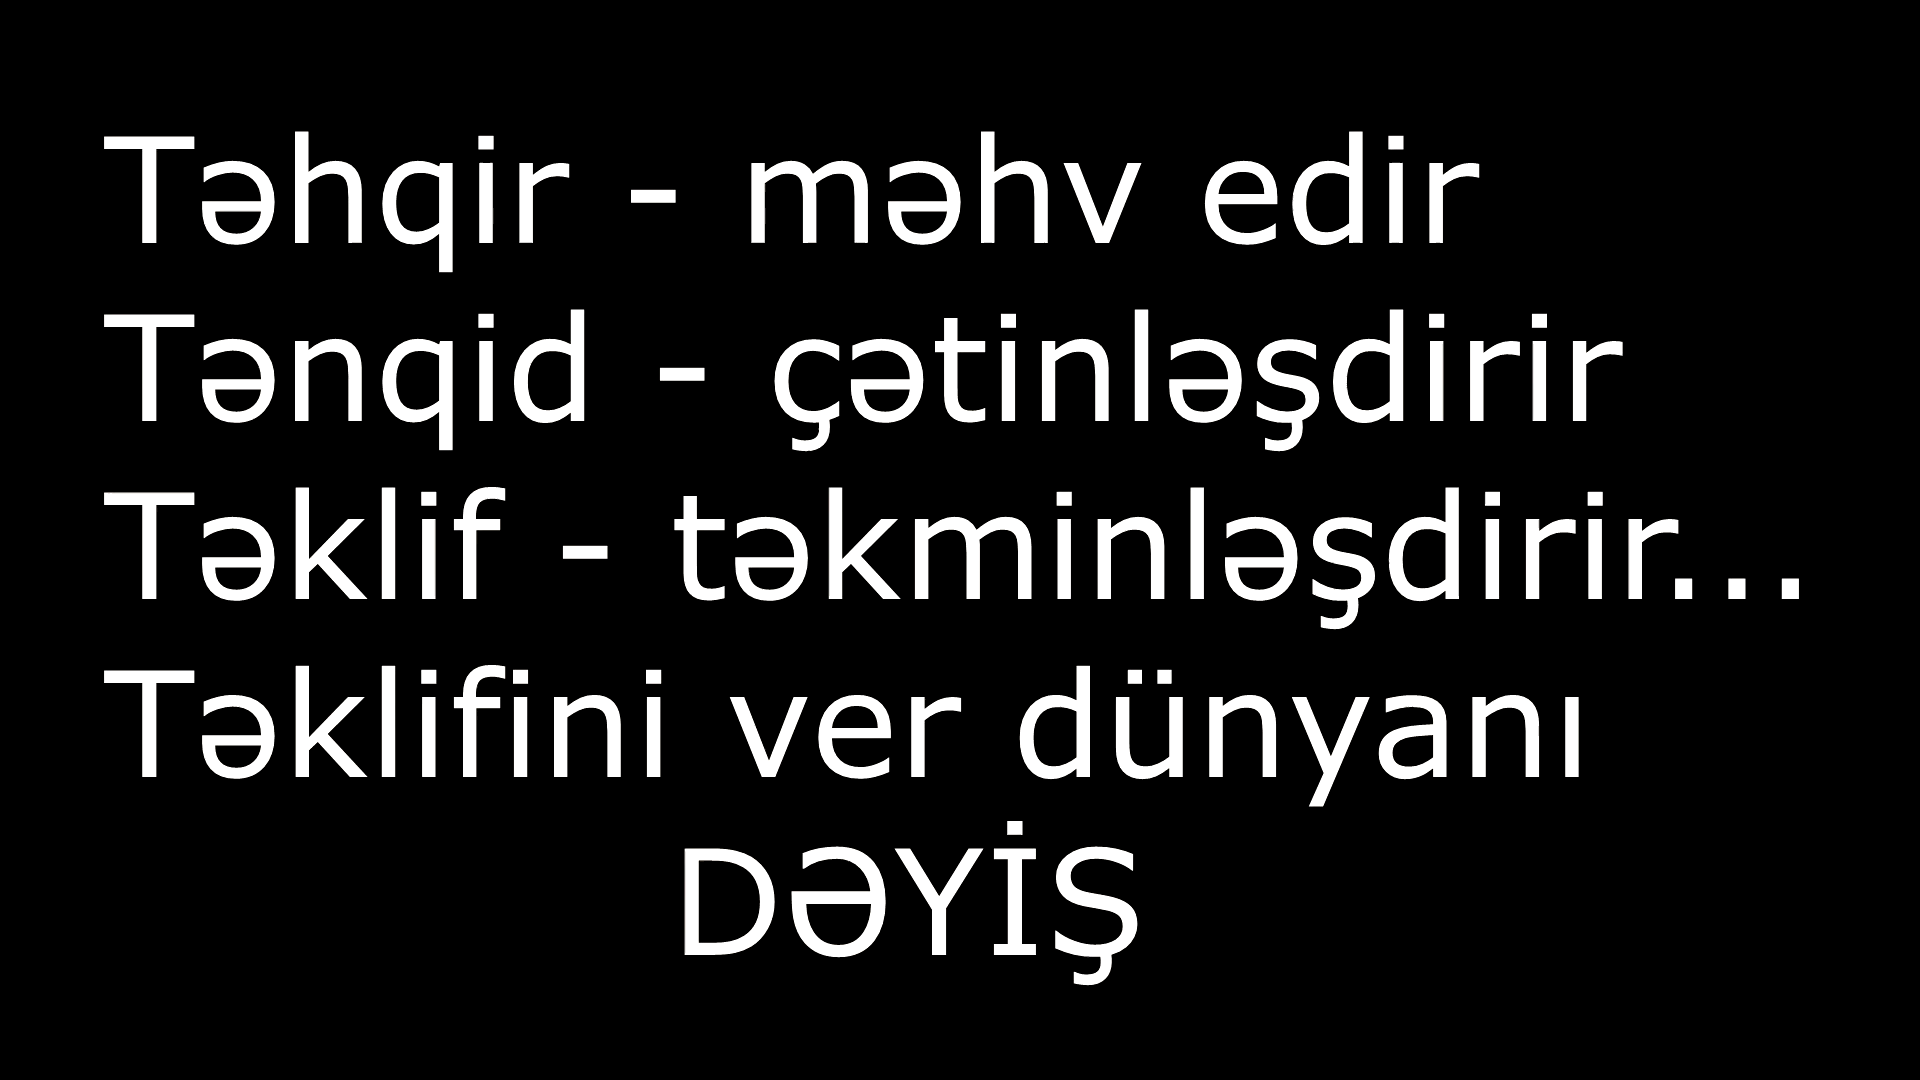 Təhqir - məhv edir
Tənqid - çətinləşdirir
Təklif - təkminləşdirir...
Təklifini ver dünyanı
DƏYİŞ